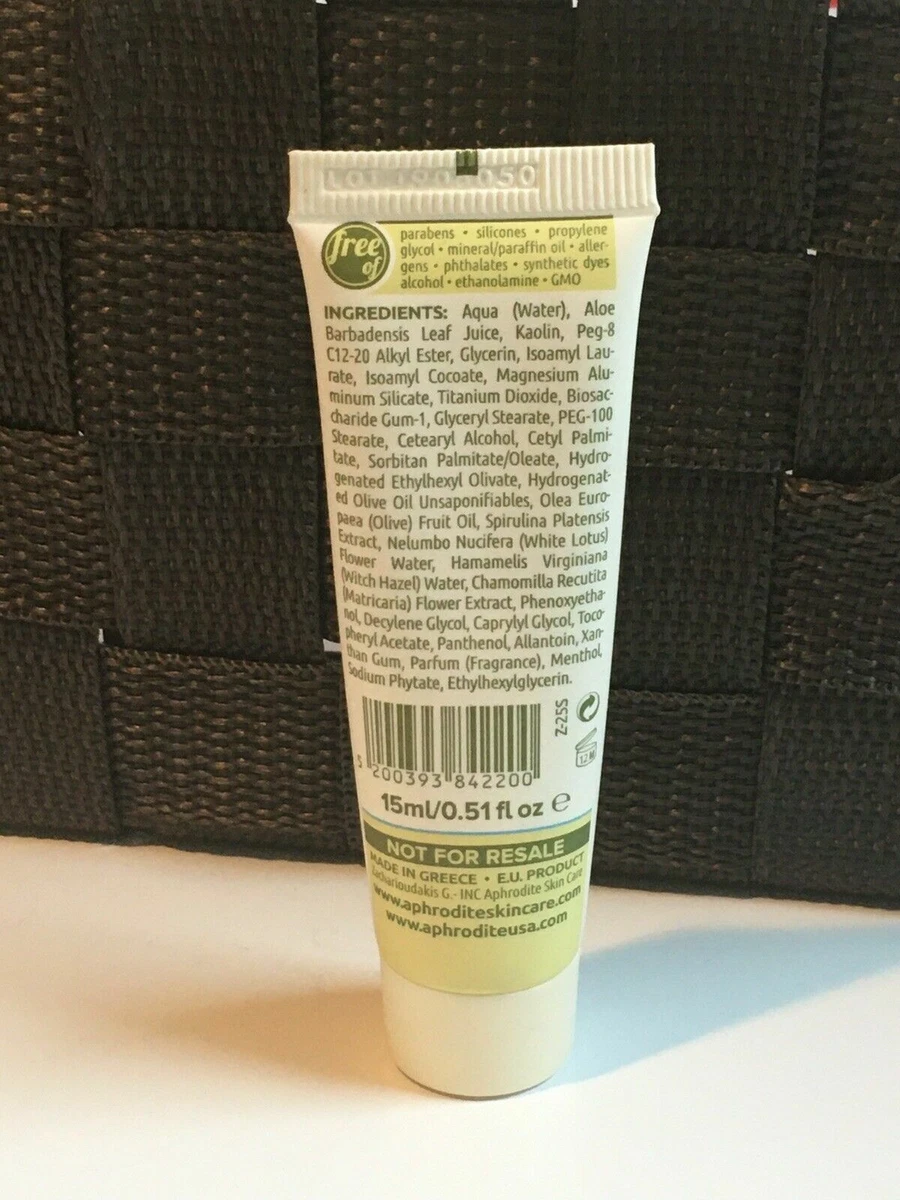 LOT
050
free of
parabens • silicones • propylene
glycol • mineral/paraffin oil • aller-
gens • phthalates • synthetic dyes
alcohol • ethanolamine • GMO
INGREDIENTS: Aqua (Water), Aloe
Barbadensis Leaf Juice, Kaolin, Peg-8
C12-20 Alkyl Ester, Glycerin, Isoamyl Lau-
rate, Isoamyl Cocoate, Magnesium Alu-
minum Silicate, Titanium Dioxide, Biosac-
charide Gum-1, Glyceryl Stearate, PEG-100
Stearate, Cetearyl Alcohol, Cetyl Palmi-
tate, Sorbitan Palmitate/Oleate, Hydro-
genated Ethylhexyl Olivate, Hydrogenat-
ed Olive Oil Unsaponifiables, Olea Euro-
paea (Olive) Fruit Oil, Spirulina Platensis
Extract, Nelumbo Nucifera (White Lotus)
Flower Water, Hamamelis Virginiana
(Witch Hazel) Water, Chamomilla Recutita
(Matricaria) Flower Extract, Phenoxyetha-
nol, Decylene Glycol, Caprylyl Glycol, Toco-
pheryl Acetate, Panthenol, Allantoin, Xan-
than Gum, Parfum (Fragrance), Menthol,
Sodium Phytate, Ethylhexylglycerin.
Z-25S
12 M
5 200393 842200
15ml/0.51 fl oz ℮
NOT FOR RESALE
MADE IN GREECE • E.U. PRODUCT
Zacharioudakis G.- INC Aphrodite Skin Care
www.aphroditeskincare.com
www.aphroditeusa.com